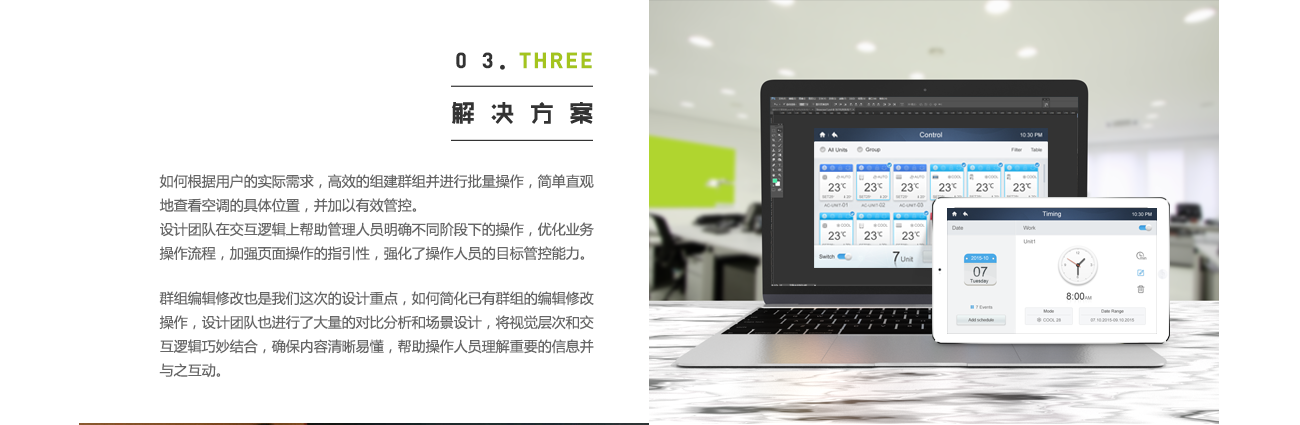 03. THREE
解决方案
如何根据用户的实际需求，高效的组建群组并进行批量操作，简单直观
地查看空调的具体位置，并加以有效管控。
设计团队在交互逻辑上帮助管理人员明确不同阶段下的操作，优化业务
操作流程，加强页面操作的指引性，强化了操作人员的目标管控能力。
群组编辑修改也是我们这次的设计重点，如何简化已有群组的编辑修改
操作，设计团队也进行了大量的对比分析和场景设计，将视觉层次和交
互逻辑巧妙结合，确保内容清晰易懂，帮助操作人员理解重要的信息并
与之互动。
Control 10:30 PM
All Units Group Filter Table
23℃ 23℃ 23℃ 23℃ 23℃ 23℃
23℃ 23℃ 23℃
Switch 7 Unit
Timing 10:30 PM
Date Work
Unit1
2015-10
07
Tuesday
8:00AM
7 Events
Add schedule
Mode Date Range
COOL 26 07.10.2015-09.10.2015